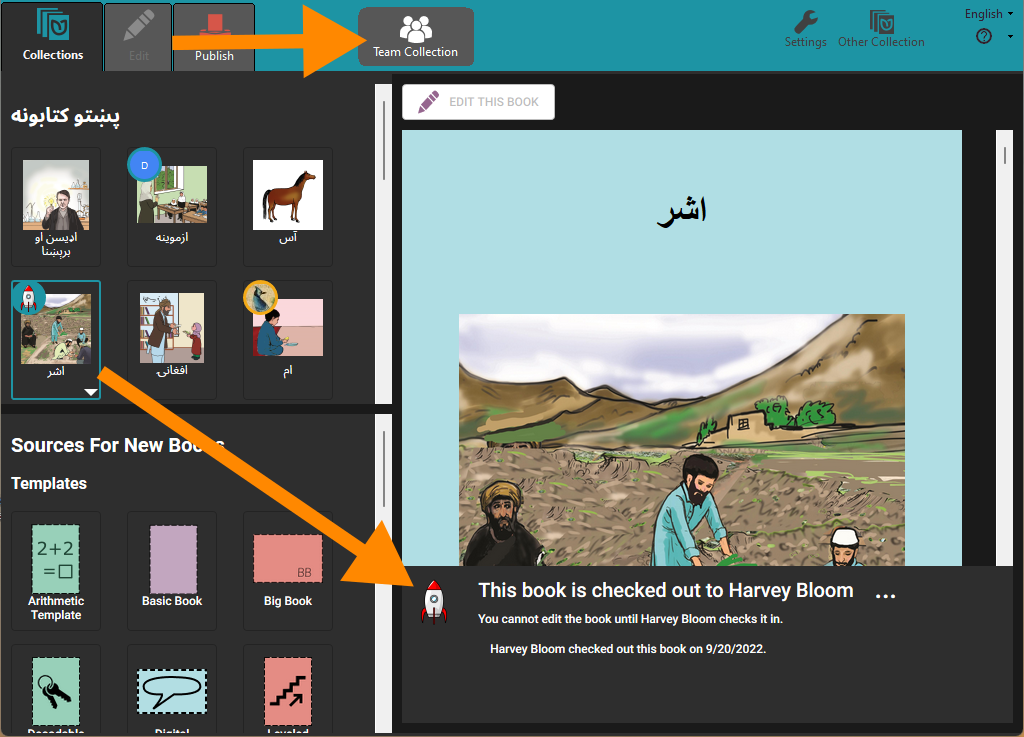 Collections
Edit
Publish
Team Collection
Settings
Other Collection
English
پښتو کتابونه
EDIT THIS BOOK
اډيسن او
برېښنا
D
ازموينه
آس
اشر
افغانۍ
ام
اشر
Sources For New Books
Templates
2+2
=
Arithmetic
Template
Basic Book
BB
Big Book
Decodable
Digital
Leveled
This book is checked out to Harvey Bloom ...
You cannot edit the book until Harvey Bloom checks it in.
Harvey Bloom checked out this book on 9/20/2022.